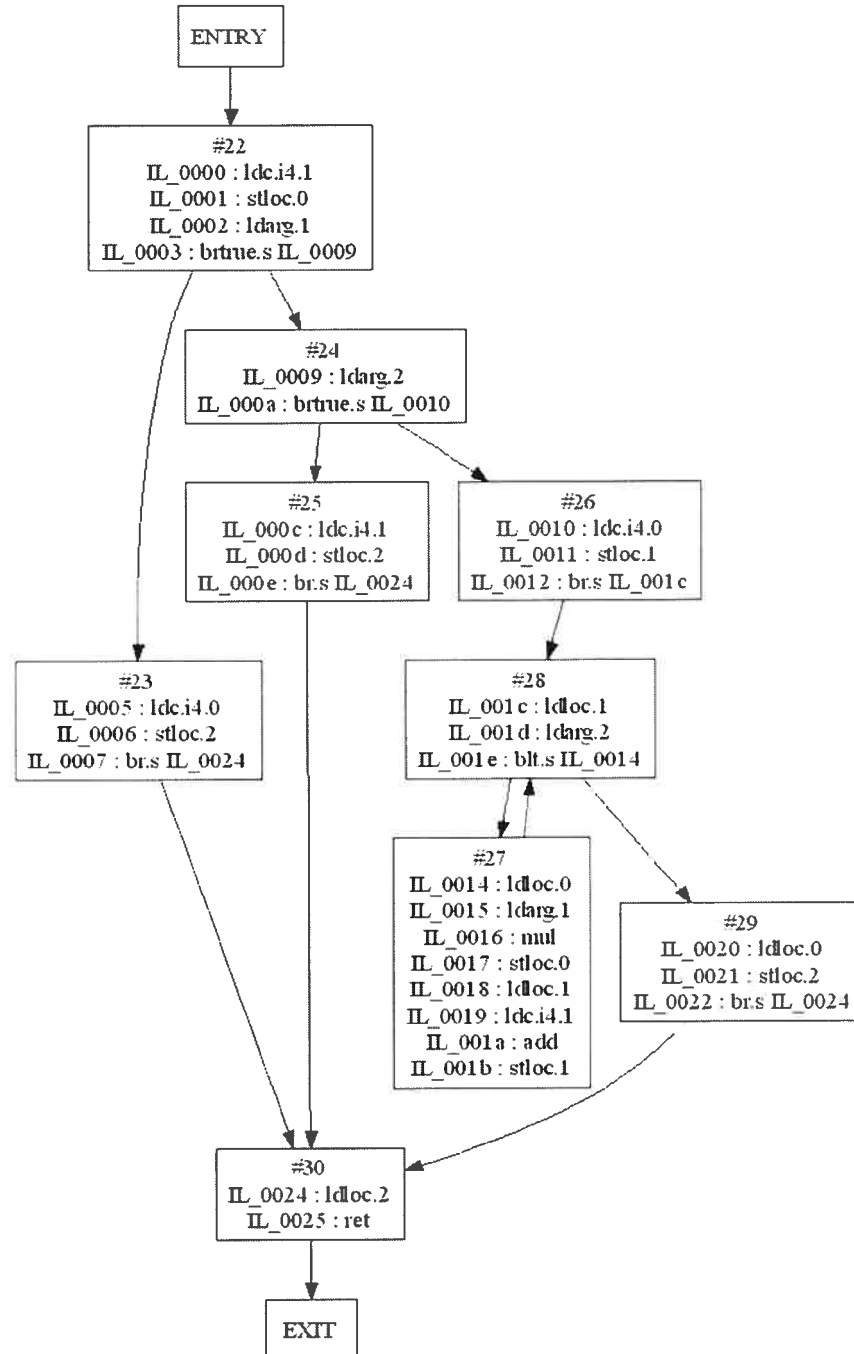 ENTRY
#22
IL_0000 : ldc.i4.1
IL_0001 : stloc.0
IL_0002 : ldarg.1
IL_0003 : brtrue.s IL_0009
#24
IL_0009 : ldarg.2
IL_000a : brtrue.s IL_0010
#25
IL_000c : ldc.i4.1
IL_000d : stloc.2
IL_000e : br.s IL_0024
#26
IL_0010 : ldc.i4.0
IL_0011 : stloc.1
IL_0012 : br.s IL_001c
#23
IL_0005 : ldc.i4.0
IL_0006 : stloc.2
IL_0007 : br.s IL_0024
#28
IL_001c : ldloc.1
IL_001d : ldarg.2
IL_001e : blt.s IL_0014
#27
IL_0014 : ldloc.0
IL_0015 : ldarg.1
IL_0016 : mul
IL_0017 : stloc.0
IL_0018 : ldloc.1
IL_0019 : ldc.i4.1
IL_001a : add
IL_001b : stloc.1
#29
IL_0020 : ldloc.0
IL_0021 : stloc.2
IL_0022 : br.s IL_0024
#30
IL_0024 : ldloc.2
IL_0025 : ret
EXIT